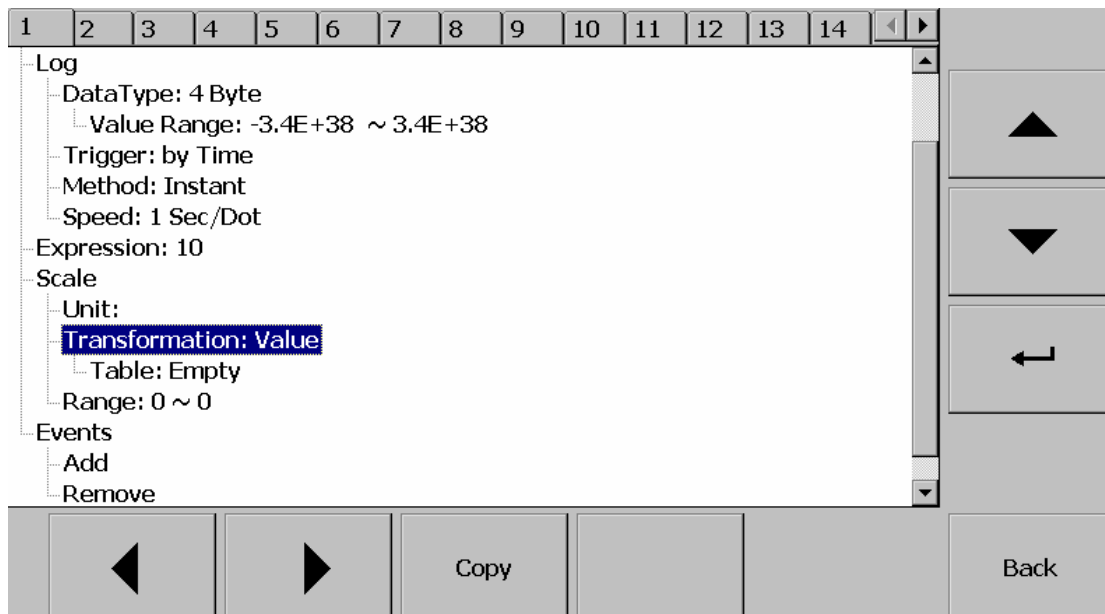 1 2 3 4 5 6 7 8 9 10 11 12 13 14
Log
DataType: 4 Byte
Value Range: -3.4E+38 ~ 3.4E+38
Trigger: by Time
Method: Instant
Speed: 1 Sec/Dot
Expression: 10
Scale
Unit:
Transformation: Value
Table: Empty
Range: 0 ~ 0
Events
Add
Remove
Copy
Back